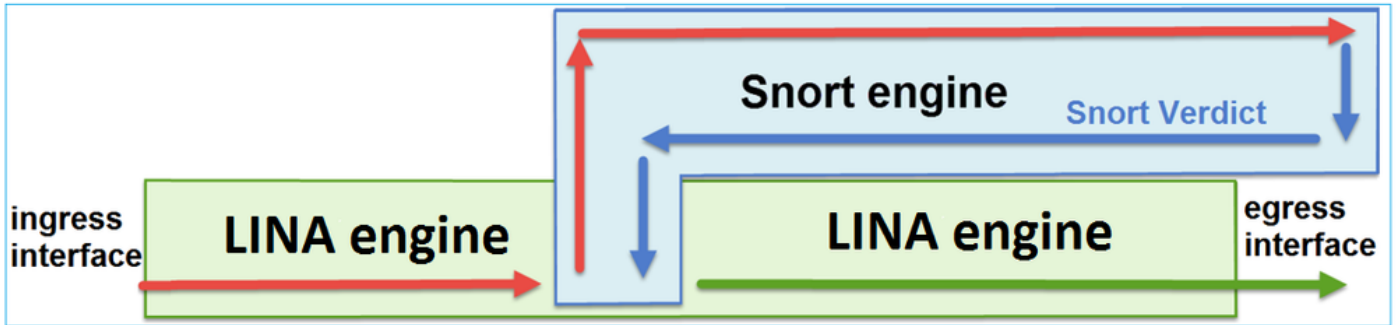 Snort engine
Snort Verdict
ingress
interface
LINA engine
LINA engine
egress
interface